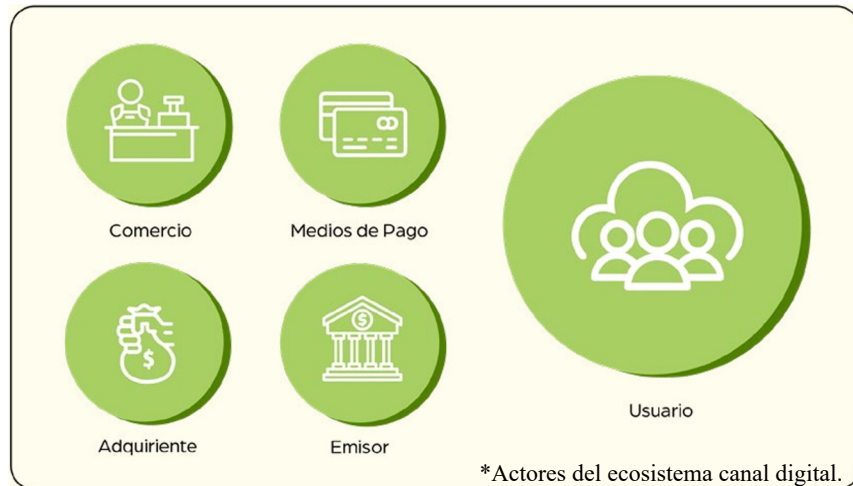 Comercio
Medios de Pago
Adquiriente
Emisor
Usuario
*Actores del ecosistema canal digital.